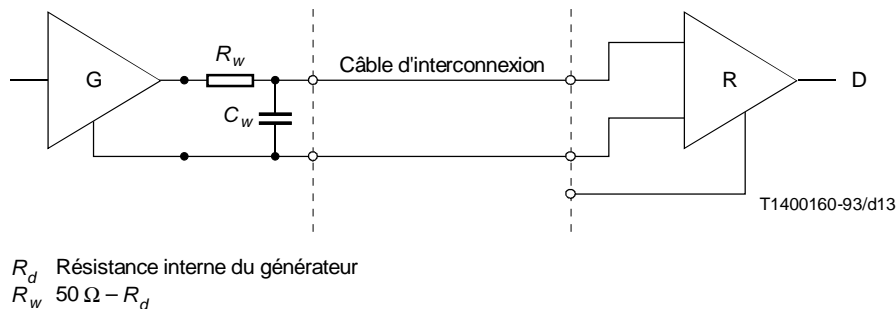 R_w
G
Câble d'interconnexion
R
D
C_w
T1400160-93/d13
R_d Résistance interne du générateur
R_w 50 Ω – R_d